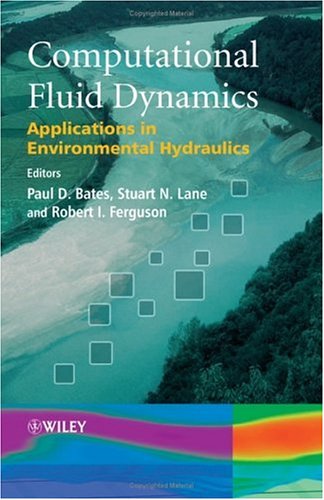 Computational
Fluid Dynamics
Applications in
Environmental Hydraulics
Editors
Paul D. Bates, Stuart N. Lane
and Robert I. Ferguson
WILEY